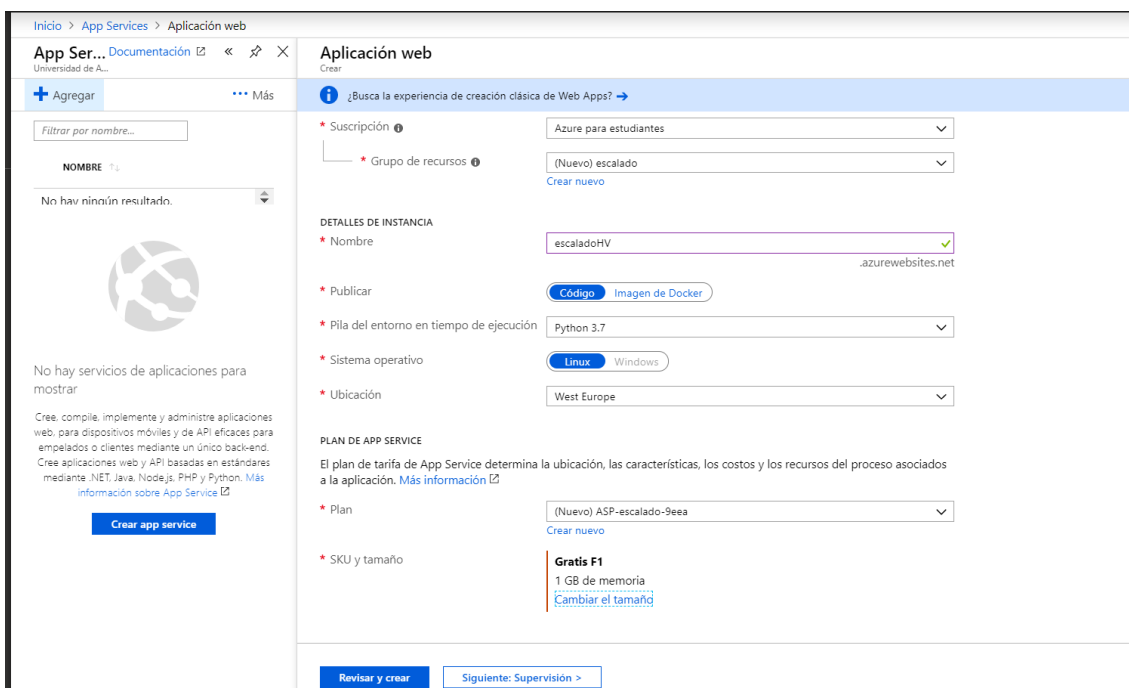 Inicio > App Services > Aplicación web
App Ser... Documentación
Universidad de A...
Agregar
Más
Filtrar por nombre...
NOMBRE
No hay ningún resultado.
No hay servicios de aplicaciones para
mostrar
Cree, compile, implemente y administre aplicaciones
web, para dispositivos móviles y de API eficaces para
empelados o clientes mediante un único back-end.
Cree aplicaciones web y API basadas en estándares
mediante .NET, Java, Node.js, PHP y Python. Más
información sobre App Service
Crear app service
Aplicación web
Crear
¿Busca la experiencia de creación clásica de Web Apps?
* Suscripción
Azure para estudiantes
* Grupo de recursos
(Nuevo) escalado
Crear nuevo
DETALLES DE INSTANCIA
* Nombre
escaladoHV
.azurewebsites.net
* Publicar
Código Imagen de Docker
* Pila del entorno en tiempo de ejecución
Python 3.7
* Sistema operativo
Linux Windows
* Ubicación
West Europe
PLAN DE APP SERVICE
El plan de tarifa de App Service determina la ubicación, las características, los costos y los recursos del proceso asociados
a la aplicación. Más información
* Plan
(Nuevo) ASP-escalado-9eea
Crear nuevo
* SKU y tamaño
Gratis F1
1 GB de memoria
Cambiar el tamaño
Revisar y crear
Siguiente: Supervisión >